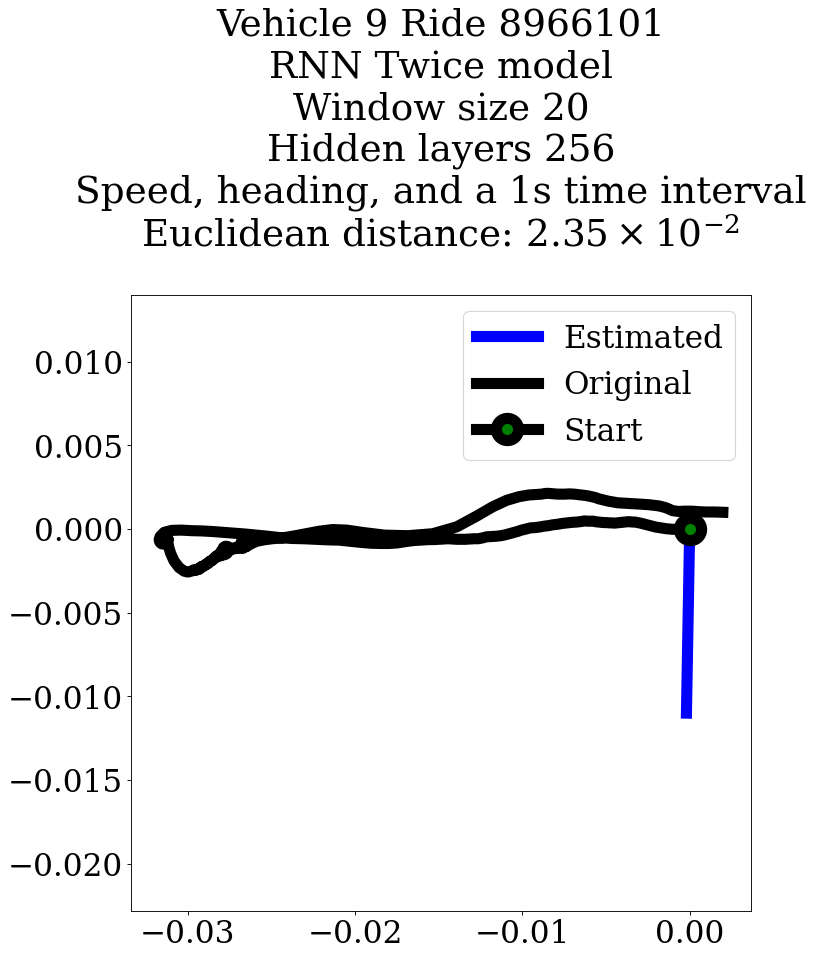 Vehicle 9 Ride 8966101
RNN Twice model
Window size 20
Hidden layers 256
Speed, heading, and a 1s time interval
Euclidean distance: 2.35 × 10⁻²
Estimated
Original
Start
0.010
0.005
0.000
−0.005
−0.010
−0.015
−0.020
−0.03 −0.02 −0.01 0.00